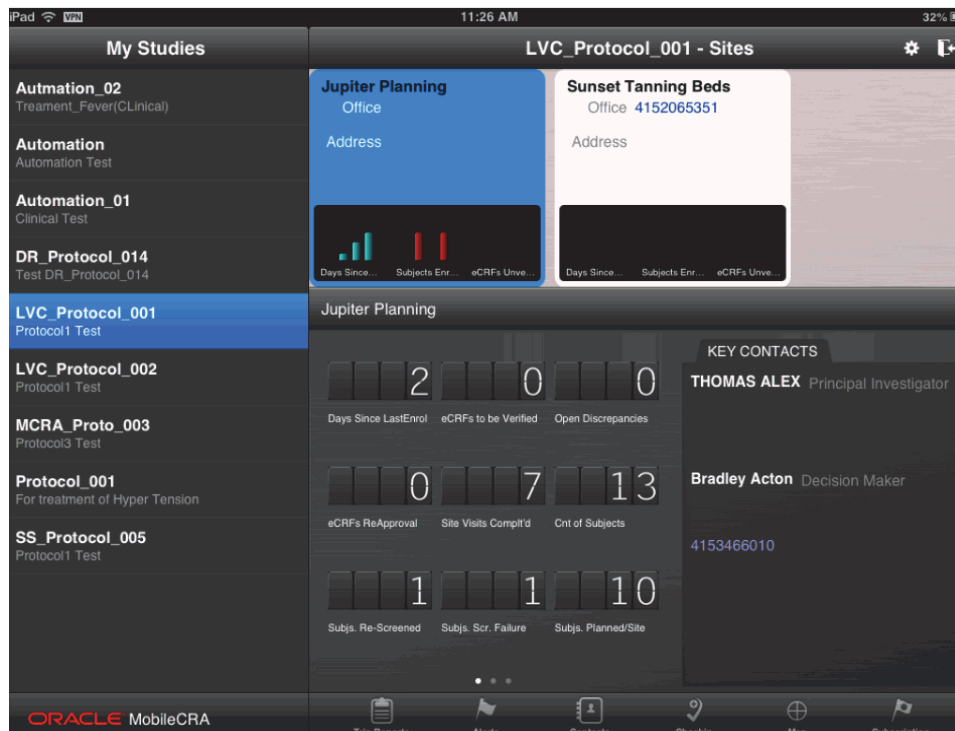 iPad VPN 11:26 AM 32%
My Studies
LVC_Protocol_001 - Sites
Autmation_02
Treament_Fever(CLinical)
Automation
Automation Test
Automation_01
Clinical Test
DR_Protocol_014
Test DR_Protocol_014
LVC_Protocol_001
Protocol1 Test
LVC_Protocol_002
Protocol1 Test
MCRA_Proto_003
Protocol3 Test
Protocol_001
For treatment of Hyper Tension
SS_Protocol_005
Protocol1 Test
ORACLE MobileCRA
Jupiter Planning
Office
Address
Days Since... Subjects Enr... eCRFs Unve...
Sunset Tanning Beds
Office 4152065351
Address
Days Since... Subjects Enr... eCRFs Unve...
Jupiter Planning
2 0 0
Days Since LastEnrol eCRFs to be Verified Open Discrepancies
0 7 13
eCRFs ReApproval Site Visits Complt'd Cnt of Subjects
1 1 10
Subjs. Re-Screened Subjs. Scr. Failure Subjs. Planned/Site
KEY CONTACTS
THOMAS ALEX Principal Investigator
Bradley Acton Decision Maker
4153466010